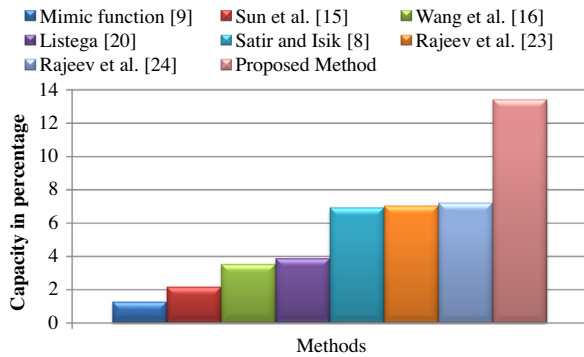 Mimic function [9] Sun et al. [15] Wang et al. [16]
Listega [20] Satir and Isik [8] Rajeev et al. [23]
Rajeev et al. [24] Proposed Method
Capacity in percentage
14
12
10
8
6
4
2
0
Methods